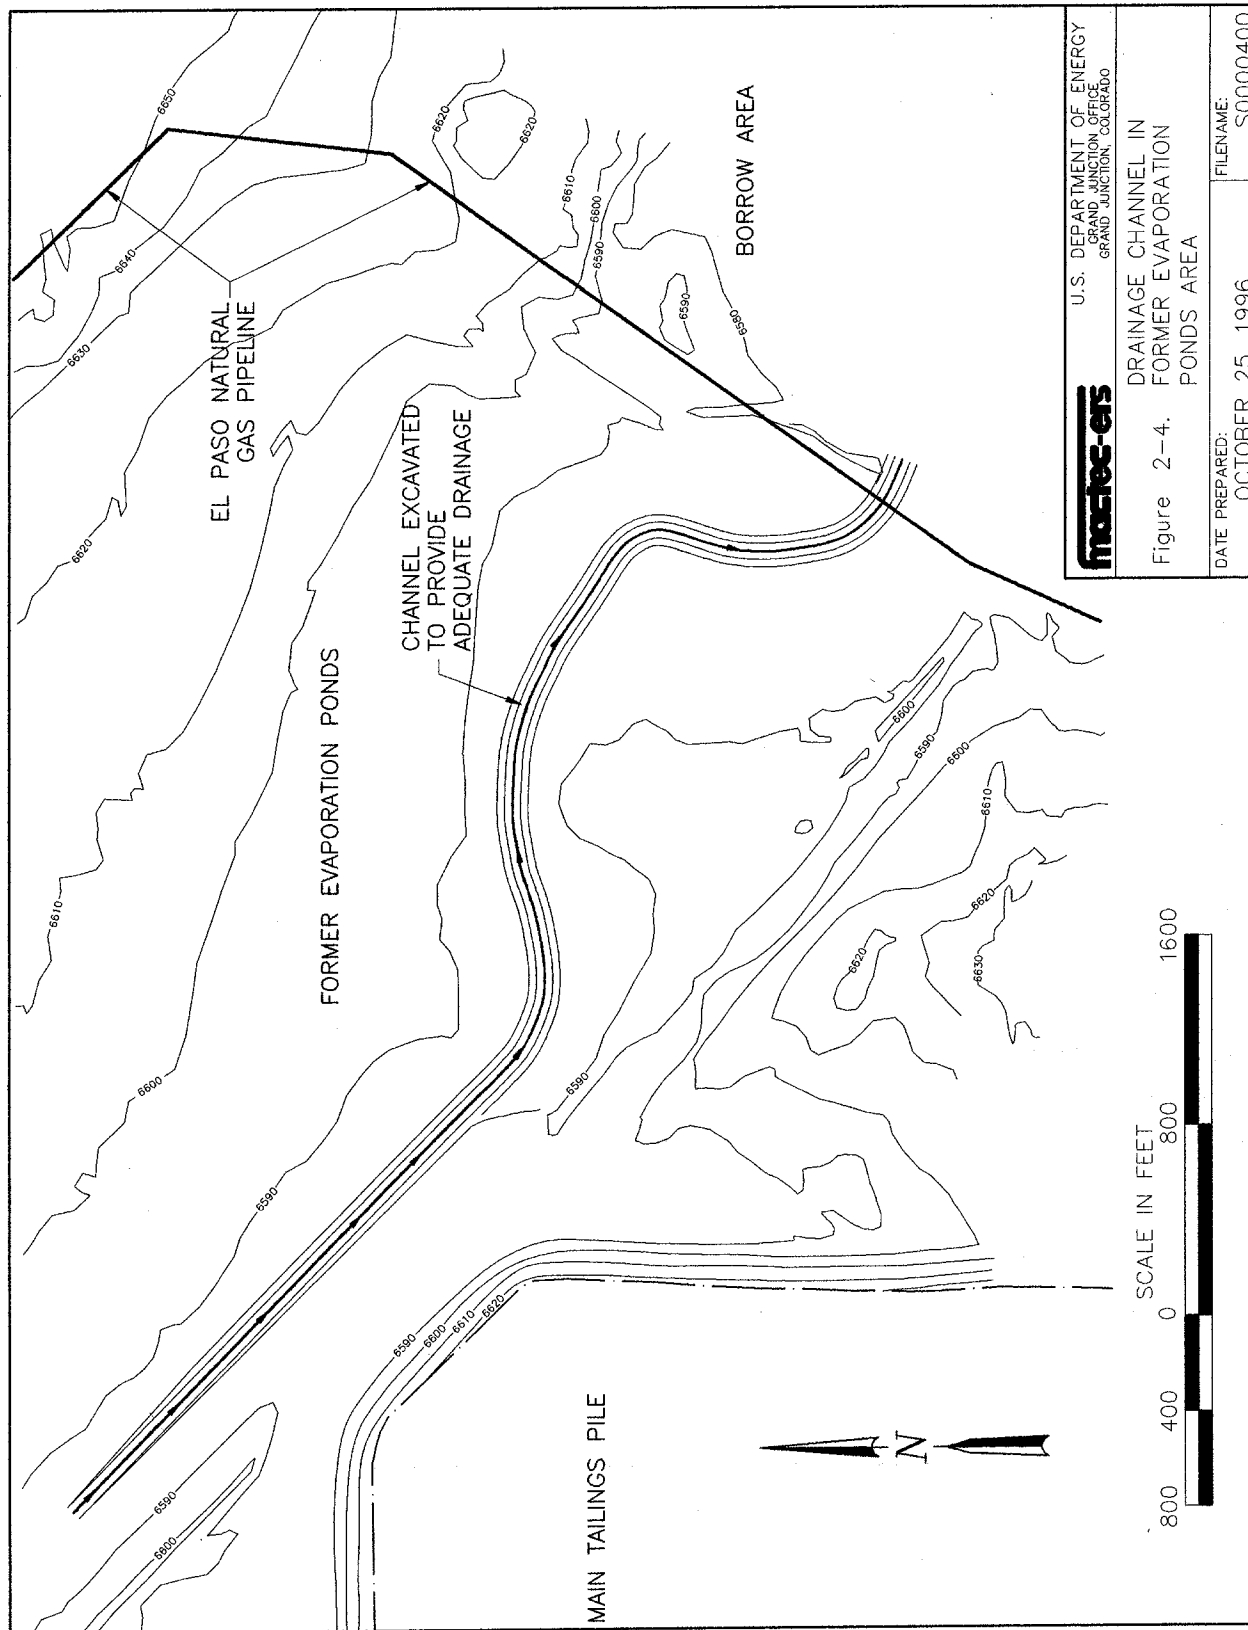 EL PASO NATURAL
GAS PIPELINE
FORMER EVAPORATION PONDS
CHANNEL EXCAVATED
TO PROVIDE
ADEQUATE DRAINAGE
BORROW AREA
MAIN TAILINGS PILE
N
6650
6640
6630
6620
6610
6600
6590
6590
6600
6620
6620
6610
6600
6590
6590
6580
6590
6600
6610
6620
6590
6600
6590
6600
6610
6620
6620
6630
SCALE IN FEET
800 400 0 800 1600
mactec-ers
U.S. DEPARTMENT OF ENERGY
GRAND JUNCTION OFFICE
GRAND JUNCTION, COLORADO
Figure 2-4. DRAINAGE CHANNEL IN
FORMER EVAPORATION
PONDS AREA
DATE PREPARED:
OCTOBER 25, 1996
FILENAME:
S0000400